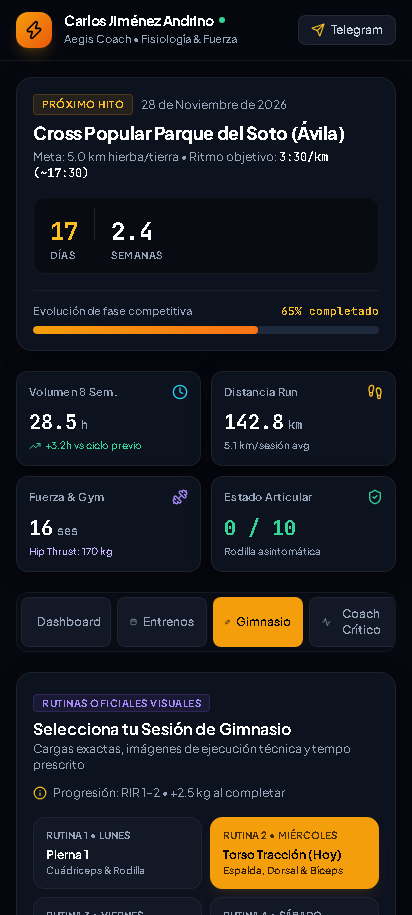 Carlos Jiménez Andrino
Aegis Coach • Fisiología & Fuerza
Telegram
PRÓXIMO HITO
28 de Noviembre de 2026
Cross Popular Parque del Soto (Ávila)
Meta: 5.0 km hierba/tierra • Ritmo objetivo: 3:30/km
(~17:30)
17
DÍAS
2.4
SEMANAS
Evolución de fase competitiva
65% completado
Volumen 8 Sem.
28.5 h
+3.2h vs ciclo previo
Distancia Run
142.8 km
5.1 km/sesión avg
Fuerza & Gym
16 ses
Hip Thrust: 170 kg
Estado Articular
0 / 10
Rodilla asintomática
Dashboard
Entrenos
Gimnasio
Coach
Crítico
RUTINAS OFICIALES VISUALES
Selecciona tu Sesión de Gimnasio
Cargas exactas, imágenes de ejecución técnica y tempo
prescrito
Progresión: RIR 1-2 • +2.5 kg al completar
RUTINA 1 • LUNES
Pierna 1
Cuádriceps & Rodilla
RUTINA 2 • MIÉRCOLES
Torso Tracción (Hoy)
Espalda, Dorsal & Bíceps
RUTINA 3 • VIERNES
RUTINA 4 • SÁBADO